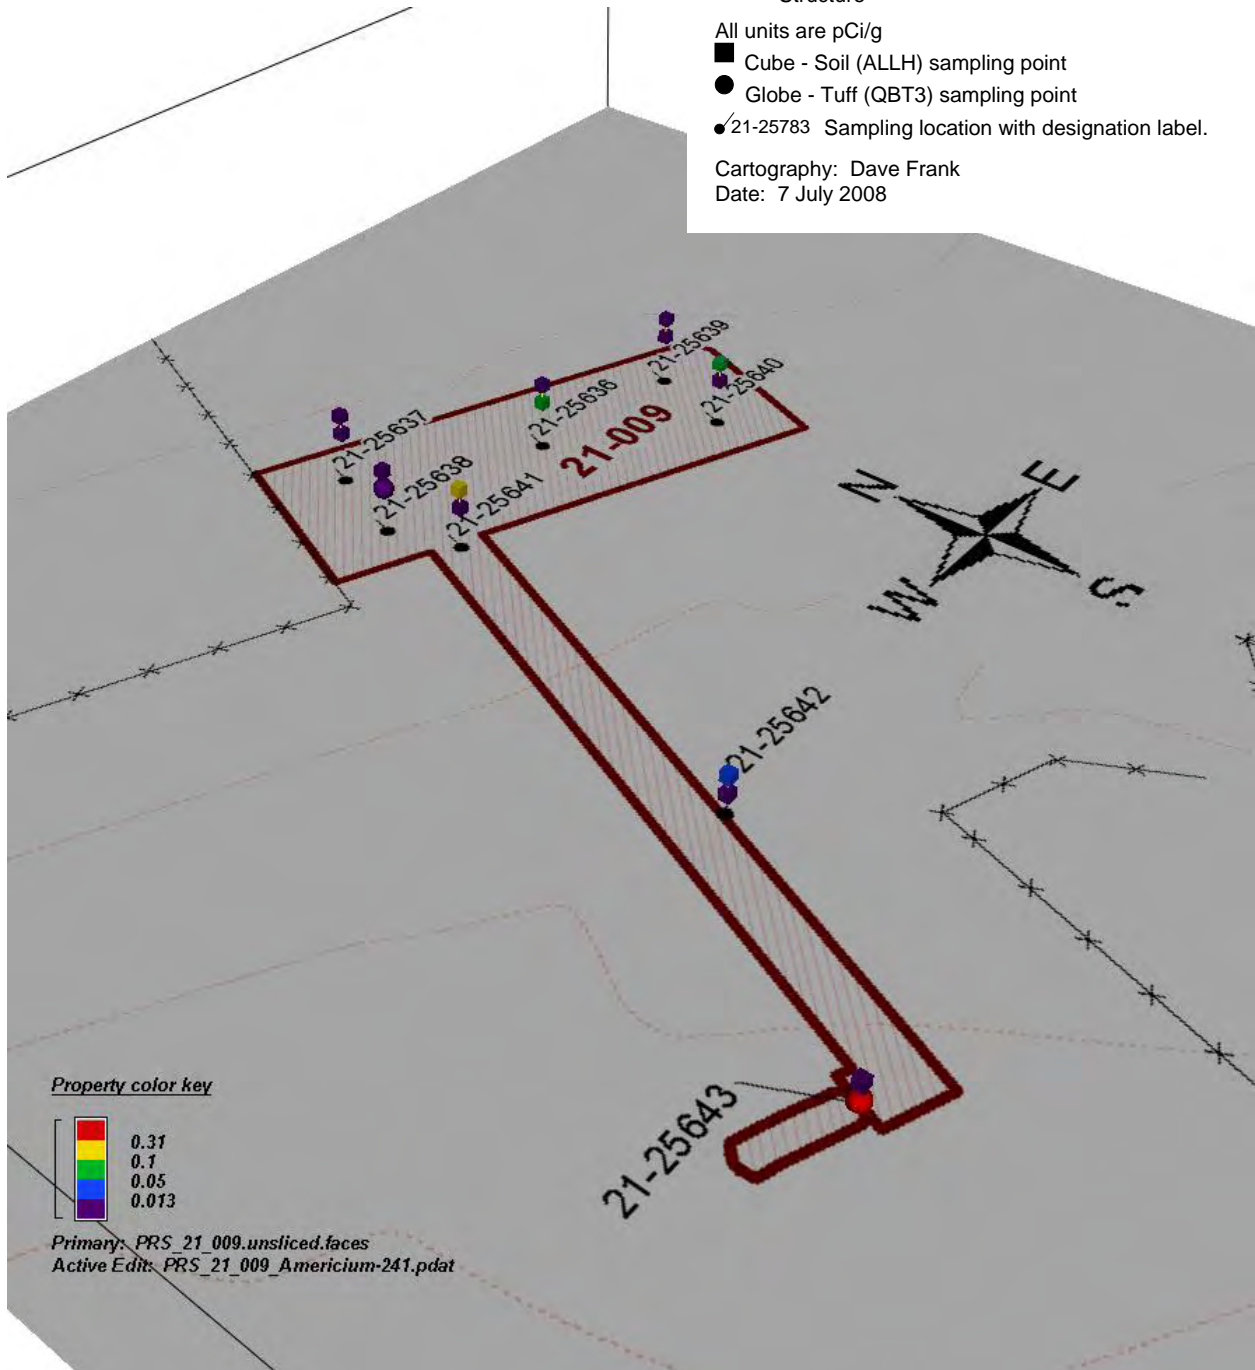 Structure
All units are pCi/g
Cube - Soil (ALLH) sampling point
Globe - Tuff (QBT3) sampling point
21-25783 Sampling location with designation label.
Cartography: Dave Frank
Date: 7 July 2008
21-25639
21-25640
21-25636
21-009
21-25637
21-25638
21-25641
N
E
W
S
21-25642
21-25643
Property color key
0.31
0.1
0.05
0.013
Primary: PRS_21_009.unsliced.faces
Active Edit: PRS_21_009_Americium-241.pdat